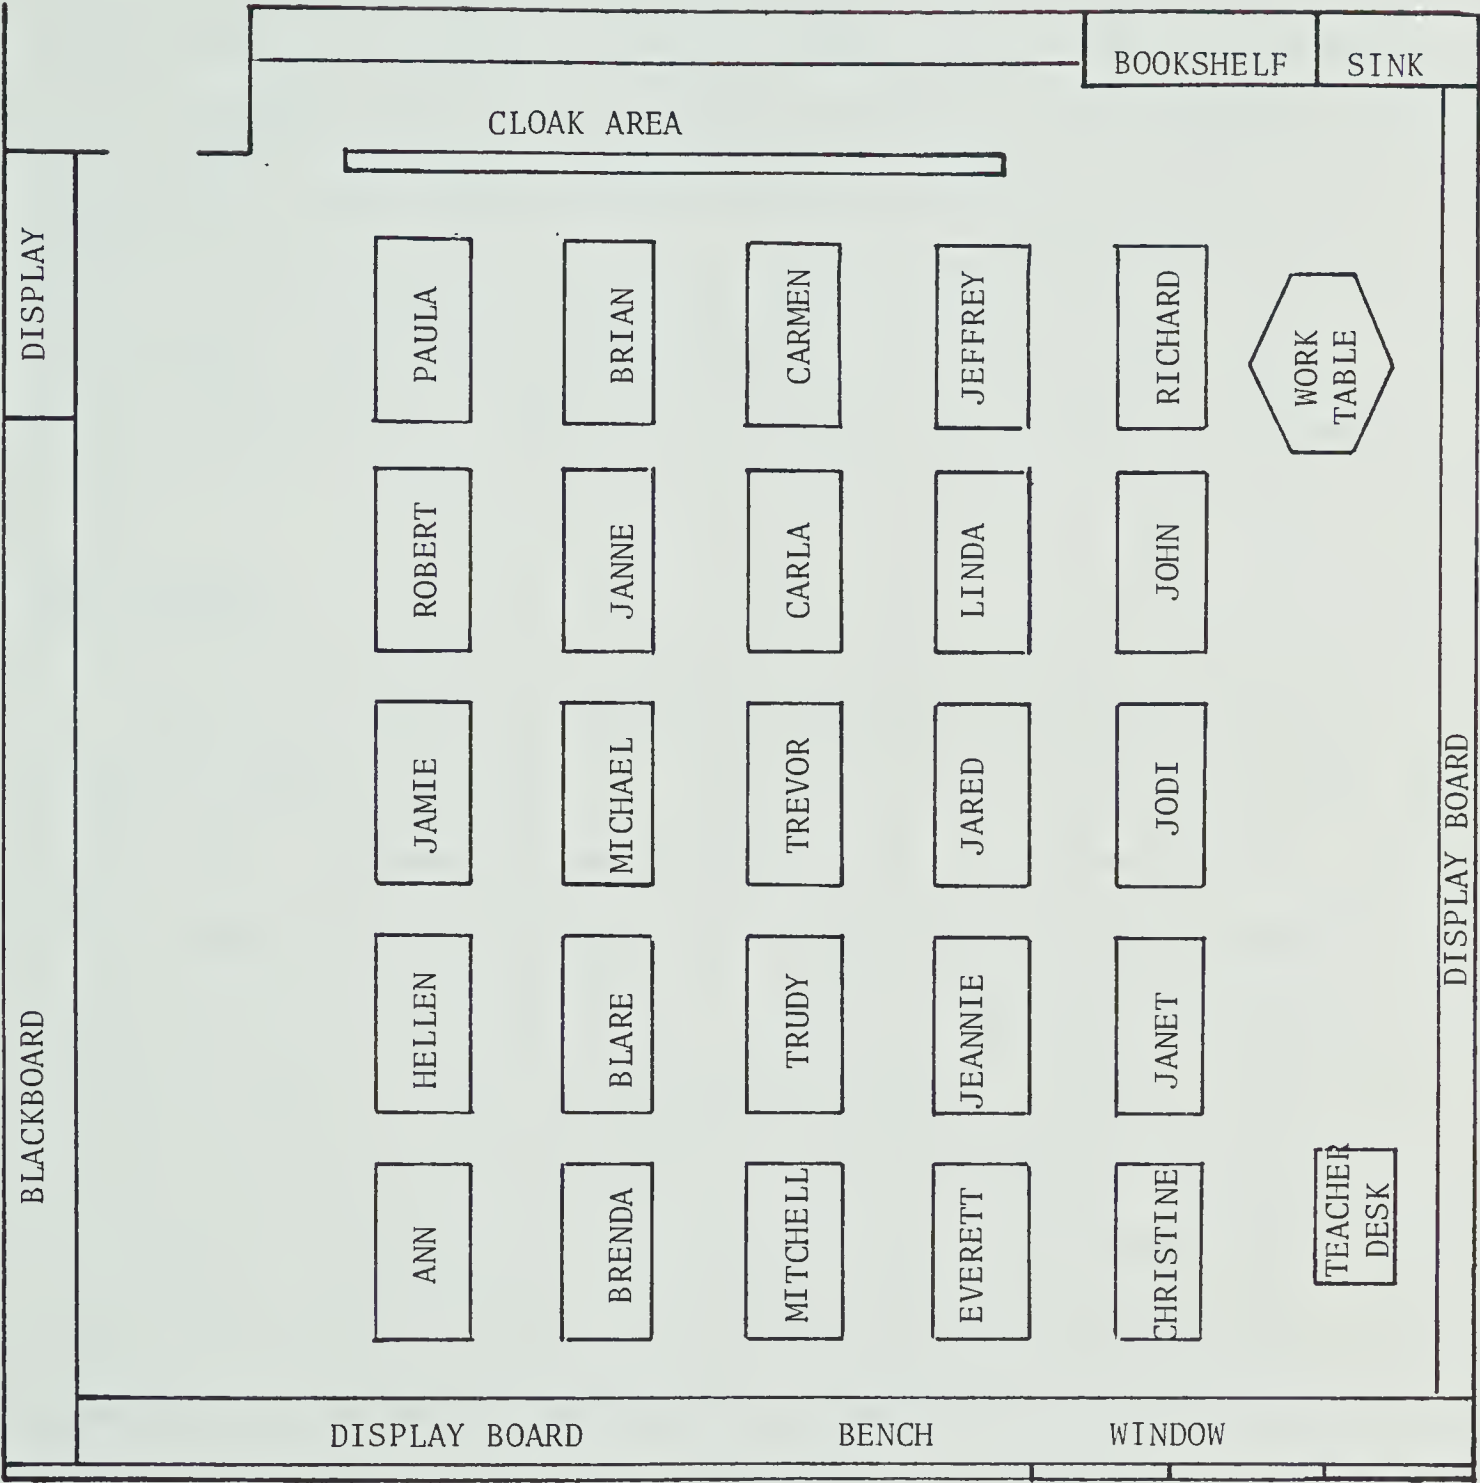 BOOKSHELF
SINK
CLOAK AREA
DISPLAY
PAULA
BRIAN
CARMEN
JEFFREY
RICHARD
WORK
TABLE
ROBERT
JANNE
CARLA
LINDA
JOHN
JAMIE
MICHAEL
TREVOR
JARED
JODI
DISPLAY BOARD
BLACKBOARD
HELLEN
BLARE
TRUDY
JEANNIE
JANET
ANN
BRENDA
MITCHELL
EVERETT
CHRISTINE
TEACHER
DESK
DISPLAY BOARD
BENCH
WINDOW